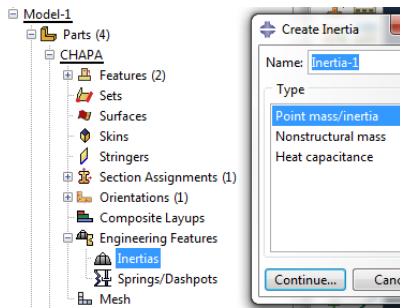 Model-1
Parts (4)
CHAPA
Features (2)
Sets
Surfaces
Skins
Stringers
Section Assignments (1)
Orientations (1)
Composite Layups
Engineering Features
Inertias
Springs/Dashpots
Mesh
Create Inertia
Name: Inertia-1
Type
Point mass/inertia
Nonstructural mass
Heat capacitance
Continue...
Canc